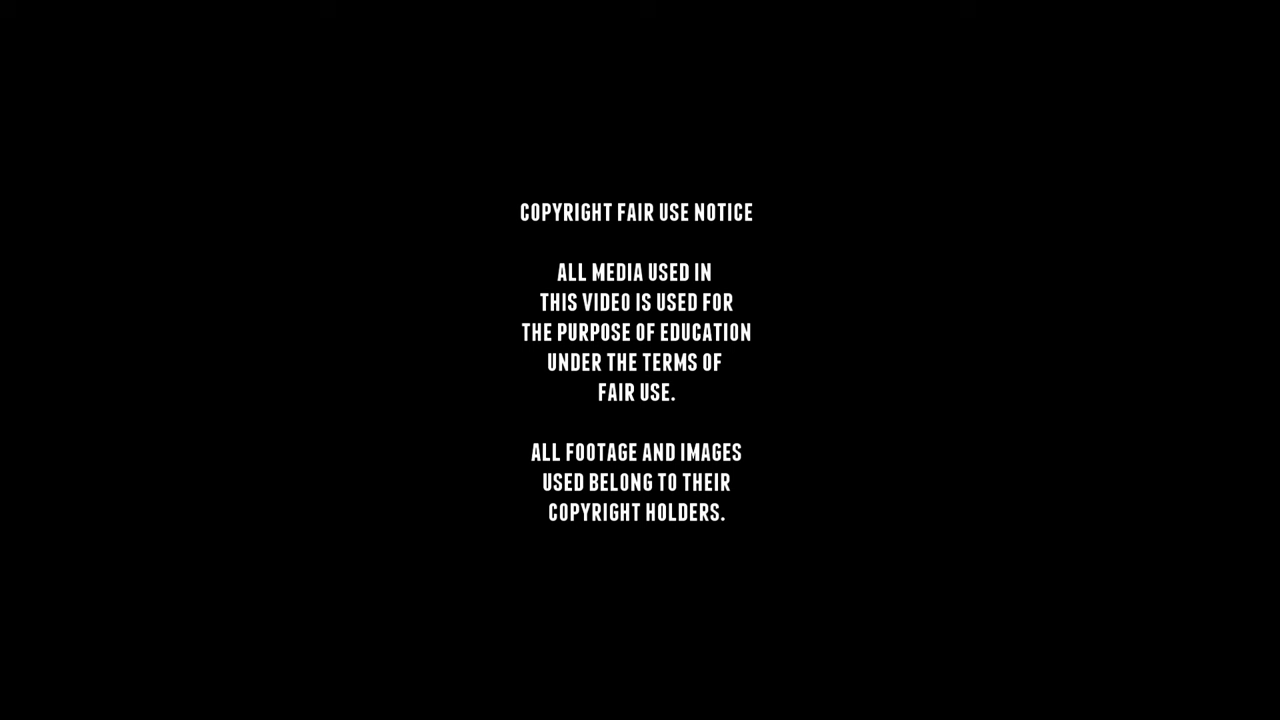 COPYRIGHT FAIR USE NOTICE
ALL MEDIA USED IN
THIS VIDEO IS USED FOR
THE PURPOSE OF EDUCATION
UNDER THE TERMS OF
FAIR USE.
ALL FOOTAGE AND IMAGES
USED BELONG TO THEIR
COPYRIGHT HOLDERS.